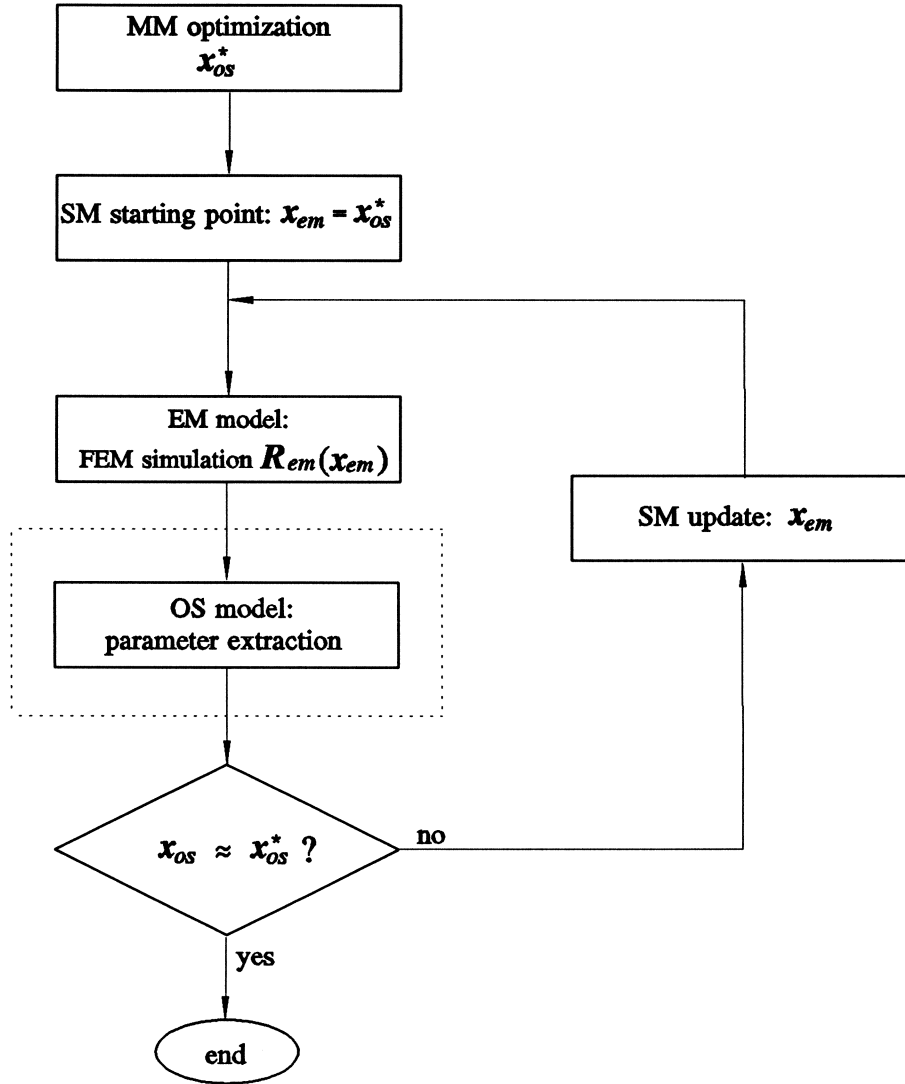 MM optimization
x*os
SM starting point: xem = x*os
EM model:
FEM simulation Rem(xem)
SM update: xem
OS model:
parameter extraction
xos ≈ x*os ?
no
yes
end